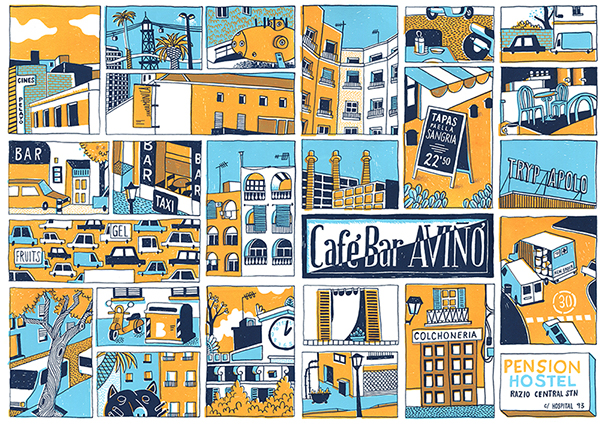 CINES
PELAYO
TAPAS
PAELLA
SANGRIA
22'50
BAR
BAR
BAR
TAXI
TRYP APOLO
GEL
FRUITS
Café Bar AVIÑÓ
30
B
COLCHONERIA
PENSION
HOSTEL
RAZIO CENTRAL STN
C/ HOSPITAL 93